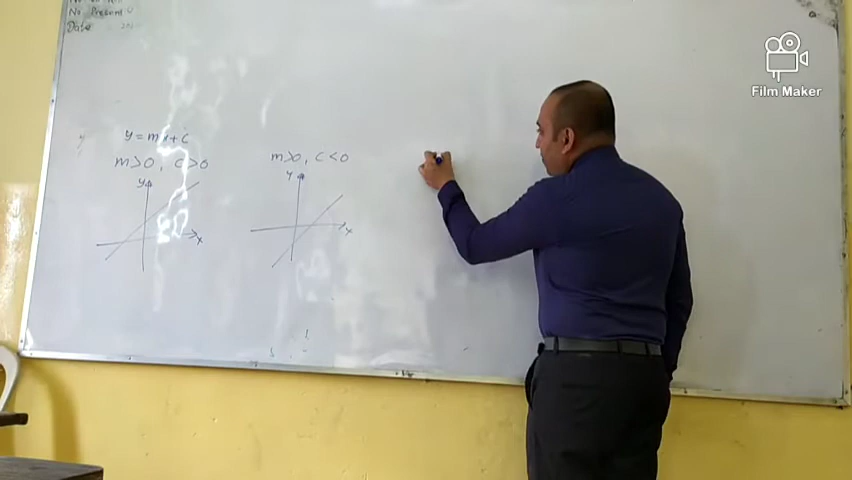 No Present
Date
y = mx + c
m>0, c>0
m>0, c<0
y
x
y
x
Film Maker